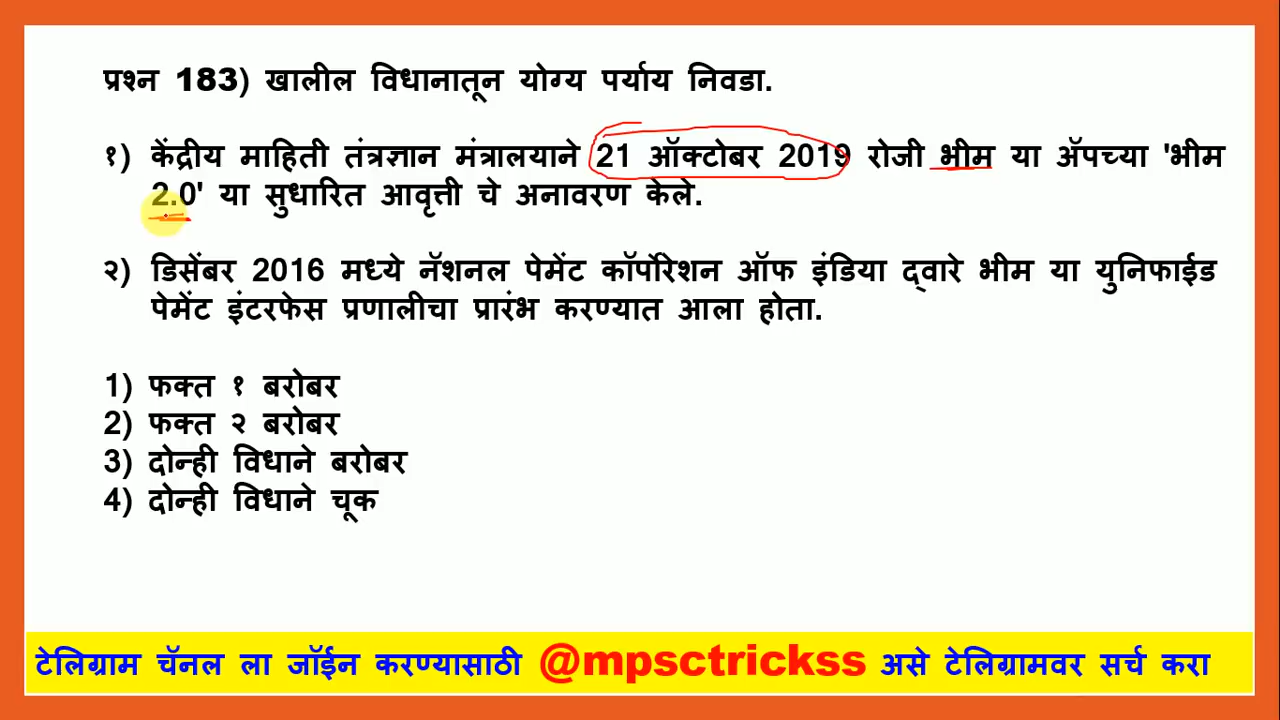 प्रश्न 183) खालील विधानातून योग्य पर्याय निवडा.
१) केंद्रीय माहिती तंत्रज्ञान मंत्रालयाने 21 ऑक्टोबर 2019 रोजी भीम या ॲपच्या 'भीम
2.0' या सुधारित आवृत्ती चे अनावरण केले.
२) डिसेंबर 2016 मध्ये नॅशनल पेमेंट कॉर्पोरेशन ऑफ इंडिया द्वारे भीम या युनिफाईड
पेमेंट इंटरफेस प्रणालीचा प्रारंभ करण्यात आला होता.
1) फक्त १ बरोबर
2) फक्त २ बरोबर
3) दोन्ही विधाने बरोबर
4) दोन्ही विधाने चूक
टेलिग्राम चॅनल ला जॉईन करण्यासाठी @mpsctrickss असे टेलिग्रामवर सर्च करा